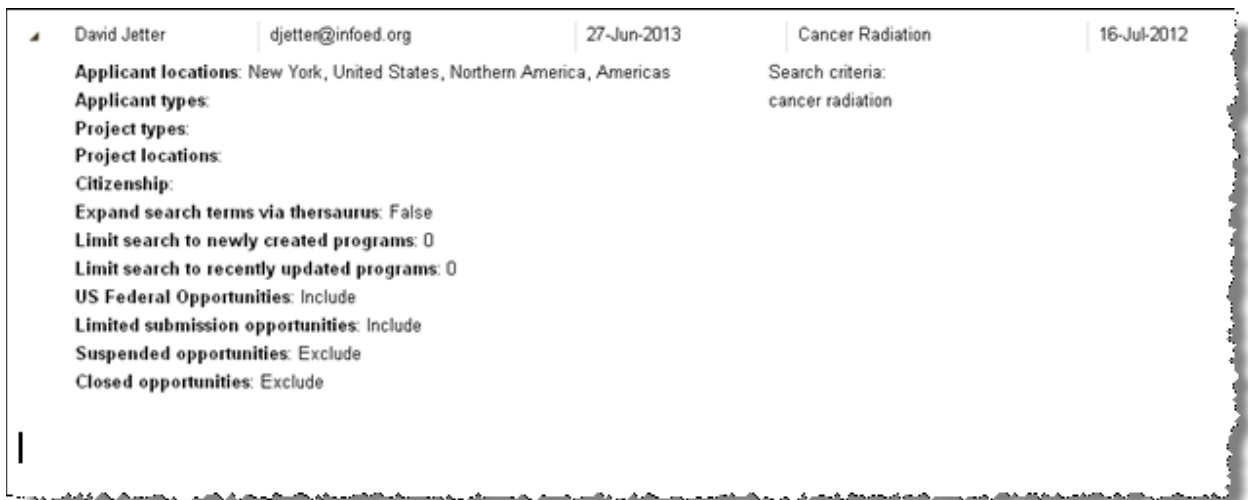 David Jetter djetter@infoed.org 27-Jun-2013 Cancer Radiation 16-Jul-2012
Applicant locations: New York, United States, Northern America, Americas Search criteria:
Applicant types: cancer radiation
Project types:
Project locations:
Citizenship:
Expand search terms via thersaurus: False
Limit search to newly created programs: 0
Limit search to recently updated programs: 0
US Federal Opportunities: Include
Limited submission opportunities: Include
Suspended opportunities: Exclude
Closed opportunities: Exclude